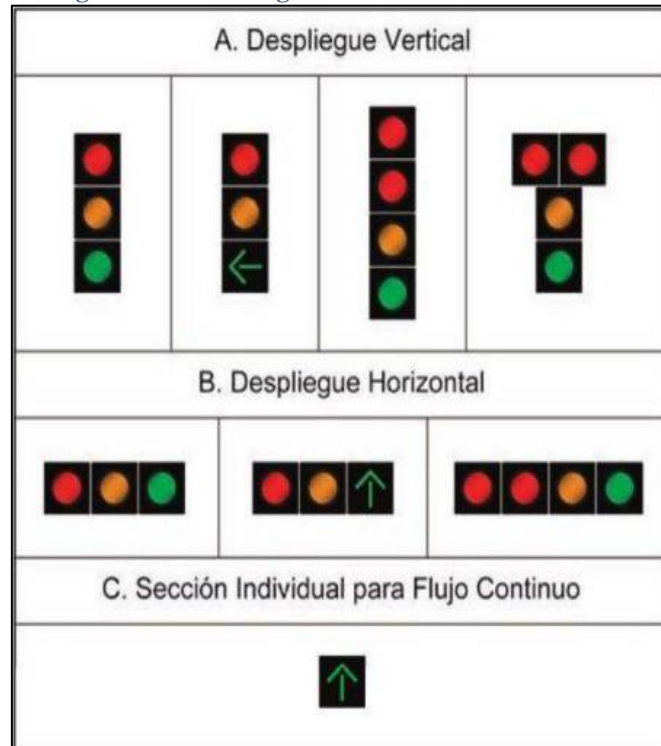 A. Despliegue Vertical
B. Despliegue Horizontal
C. Sección Individual para Flujo Continuo